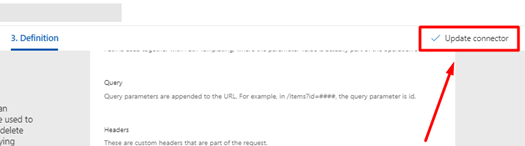 3. Definition
Update connector
Query
Query parameters are appended to the URL. For example, in /items?id=####, the query parameter is id.
an
e used to
delete
ying
Headers
These are custom headers that are part of the request.